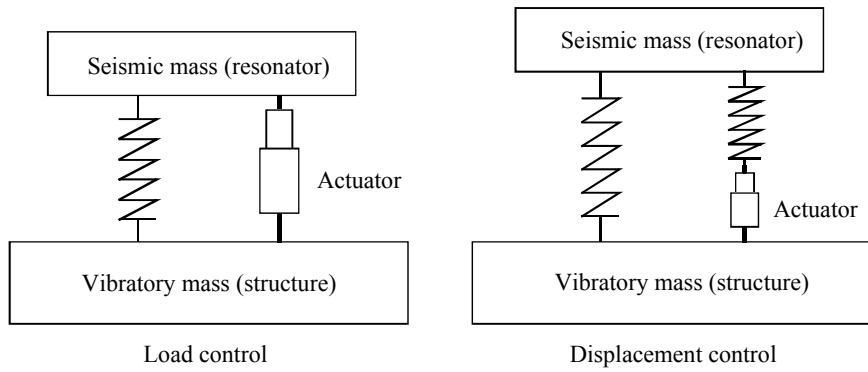 Seismic mass (resonator)
Actuator
Vibratory mass (structure)
Load control
Seismic mass (resonator)
Actuator
Vibratory mass (structure)
Displacement control